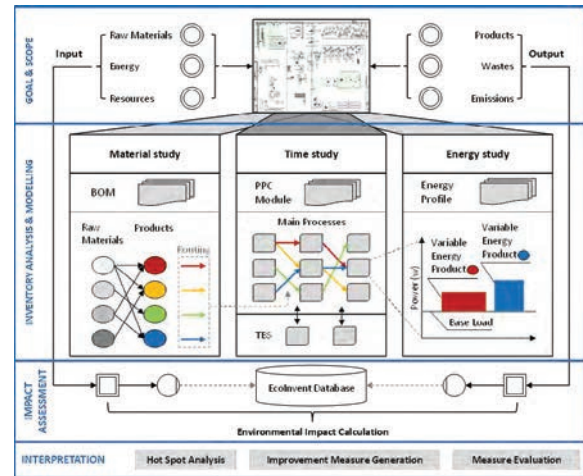 GOAL & SCOPE
Input
Raw Materials
Energy
Resources
Products
Wastes
Emissions
Output
INVENTORY ANALYSIS & MODELLING
Material study
BOM
Raw
Materials
Products
Routing
Time study
PPC
Module
Main Processes
TES
Energy study
Energy
Profile
Variable
Energy
Product
Variable
Energy
Product
Power (w)
Base Load
IMPACT
ASSESSMENT
EcoInvent Database
Environmental Impact Calculation
INTERPRETATION
Hot Spot Analysis
Improvement Measure Generation
Measure Evaluation